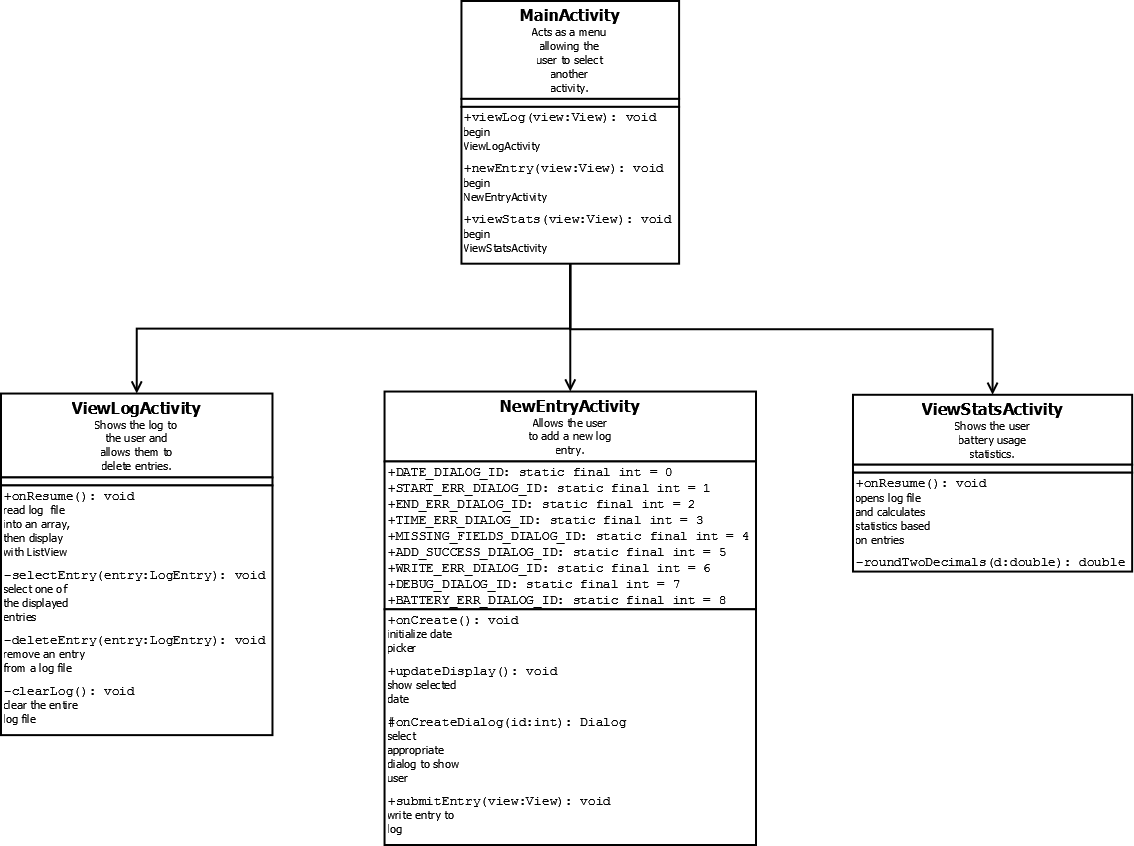 MainActivity
Acts as a menu
allowing the
user to select
another
activity.
+viewLog(view:View): void
begin
ViewLogActivity
+newEntry(view:View): void
begin
NewEntryActivity
+viewStats(view:View): void
begin
ViewStatsActivity
ViewLogActivity
Shows the log to
the user and
allows them to
delete entries.
+onResume(): void
read log file
into an array,
then display
with ListView
-selectEntry(entry:LogEntry): void
select one of
the displayed
entries
-deleteEntry(entry:LogEntry): void
remove an entry
from a log file
-clearLog(): void
clear the entire
log file
NewEntryActivity
Allows the user
to add a new log
entry.
+DATE_DIALOG_ID: static final int = 0
+START_ERR_DIALOG_ID: static final int = 1
+END_ERR_DIALOG_ID: static final int = 2
+TIME_ERR_DIALOG_ID: static final int = 3
+MISSING_FIELDS_DIALOG_ID: static final int = 4
+ADD_SUCCESS_DIALOG_ID: static final int = 5
+WRITE_ERR_DIALOG_ID: static final int = 6
+DEBUG_DIALOG_ID: static final int = 7
+BATTERY_ERR_DIALOG_ID: static final int = 8
+onCreate(): void
initialize date
picker
+updateDisplay(): void
show selected
date
#onCreateDialog(id:int): Dialog
select
appropriate
dialog to show
user
+submitEntry(view:View): void
write entry to
log
ViewStatsActivity
Shows the user
battery usage
statistics.
+onResume(): void
opens log file
and calculates
statistics based
on entries
-roundTwoDecimals(d:double): double